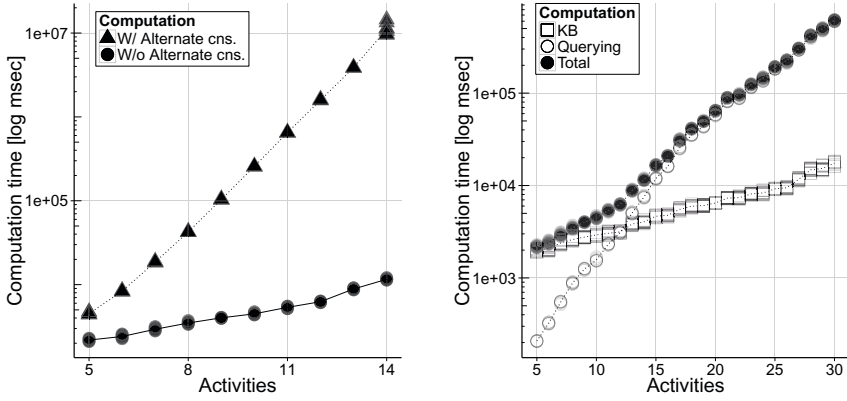 Computation
W/ Alternate cns.
W/o Alternate cns.
1e+07
1e+05
Computation time [log msec]
5
8
11
14
Activities
Computation
KB
Querying
Total
1e+05
1e+04
1e+03
Computation time [log msec]
5
10
15
20
25
30
Activities